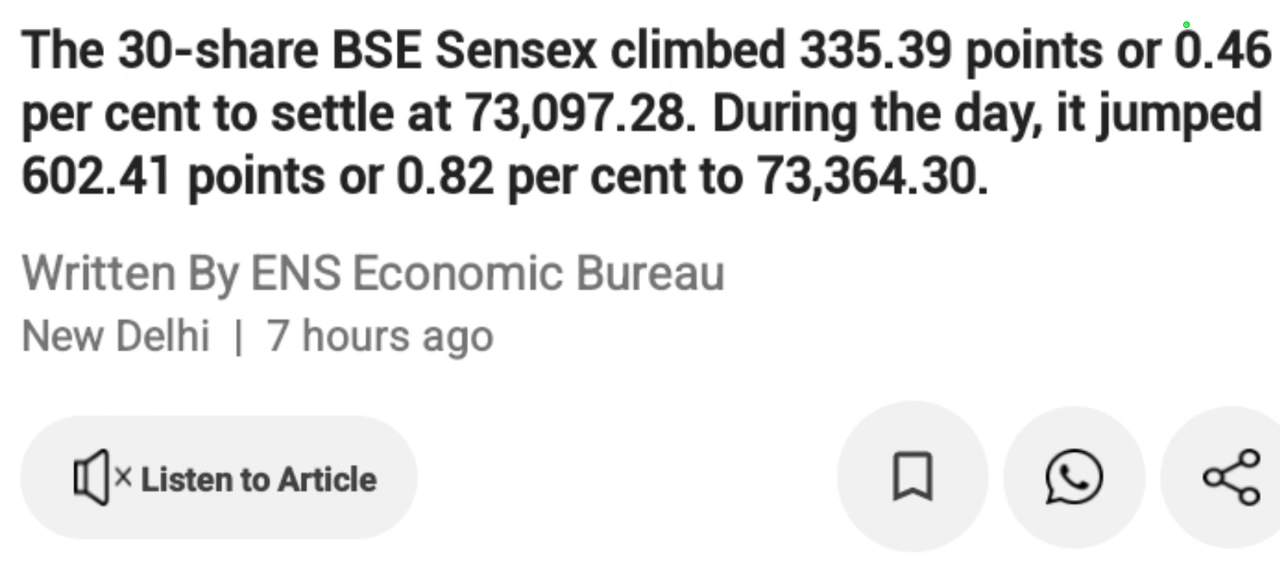 The 30-share BSE Sensex climbed 335.39 points or 0.46
per cent to settle at 73,097.28. During the day, it jumped
602.41 points or 0.82 per cent to 73,364.30.
Written By ENS Economic Bureau
New Delhi | 7 hours ago
Listen to Article